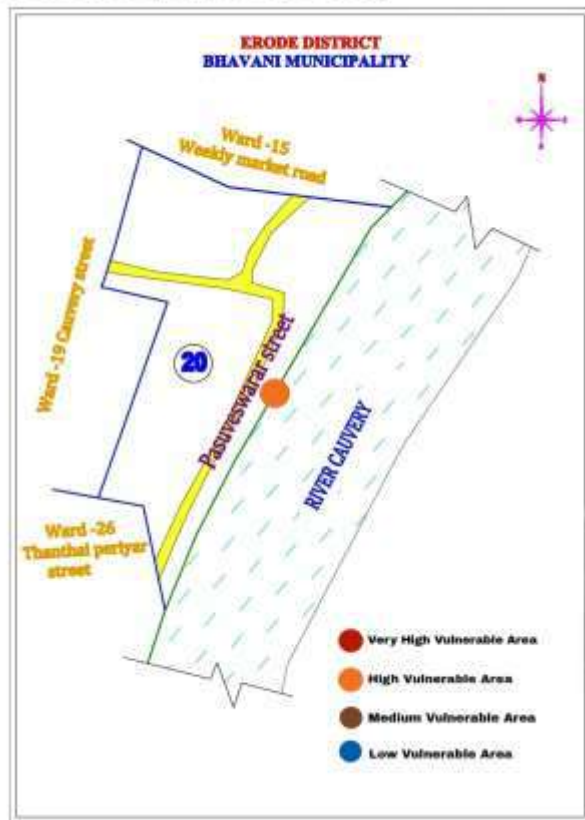 ERODE DISTRICT
BHAVANI MUNICIPALITY
N
Ward -15
Weekly market road
Ward -19 Cauvery street
20
Pasuveswarar street
RIVER CAUVERY
Ward -26
Thanthai periyar
street
Very High Vulnerable Area
High Vulnerable Area
Medium Vulnerable Area
Low Vulnerable Area